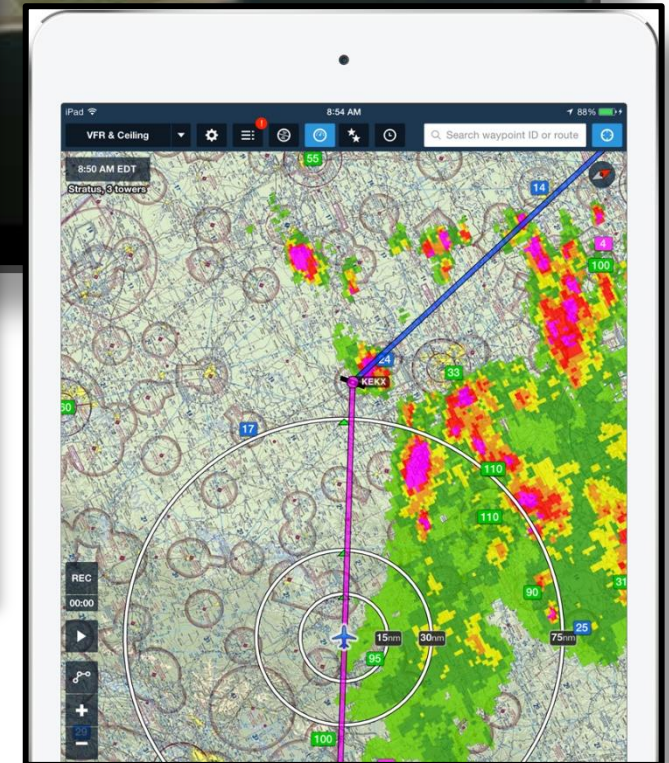 iPad 8:54 AM 88%
VFR & Ceiling ! Search waypoint ID or route
55
8:50 AM EDT
Stratus, 3 towers
14
4
100
24
KEKX
33
60
17
110
110
REC
90
31
00:00
15nm 30nm 75nm 25
95
29
100